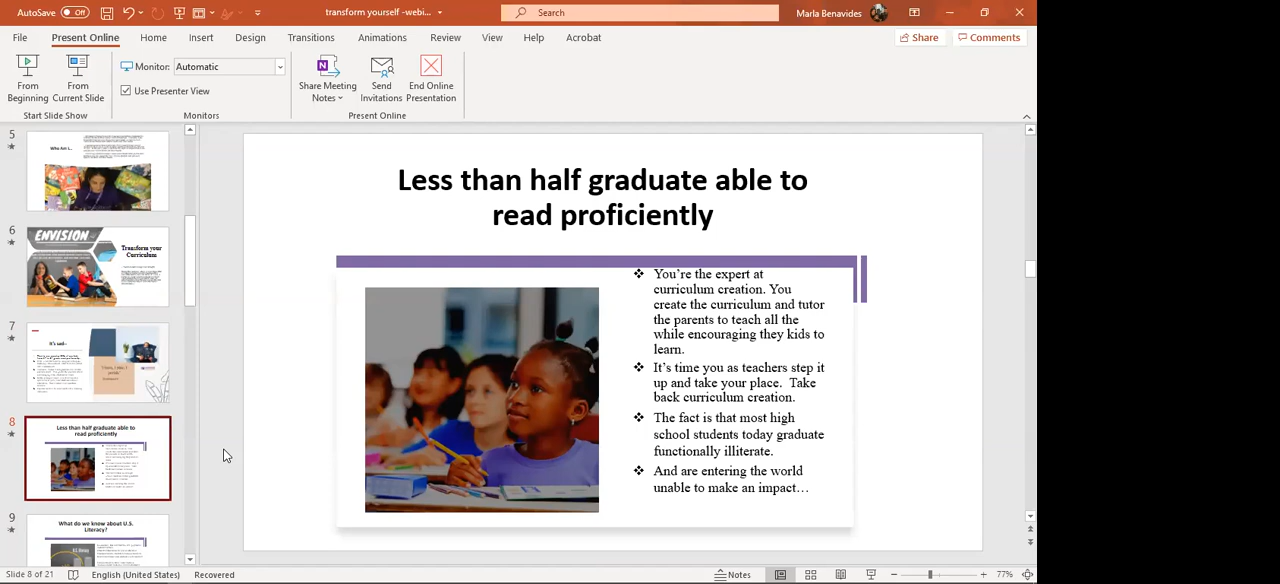 AutoSave Off transform yourself -webi... Search Marla Benavides
File Present Online Home Insert Design Transitions Animations Review View Help Acrobat Share Comments
From Beginning
From Current Slide
Start Slide Show
Monitor: Automatic
Use Presenter View
Monitors
Share Meeting Notes
Send Invitations
End Online Presentation
Present Online
5
Who Am I..
6
ENVISION
Transform your
Curriculum
7
It's said-
8
Less than half graduate able to
read proficiently
9
What do we know about U.S.
Literacy?
Less than half graduate able to
read proficiently
❖ You're the expert at
curriculum creation. You
create the curriculum and tutor
the parents to teach all the
while encouraging they kids to
learn.
❖ It's time you as teachers step it
up and take your place. Take
back curriculum creation.
❖ The fact is that most high
school students today graduate
functionally illiterate.
❖ And are entering the world
unable to make an impact…
Slide 8 of 21 English (United States) Recovered Notes 77%